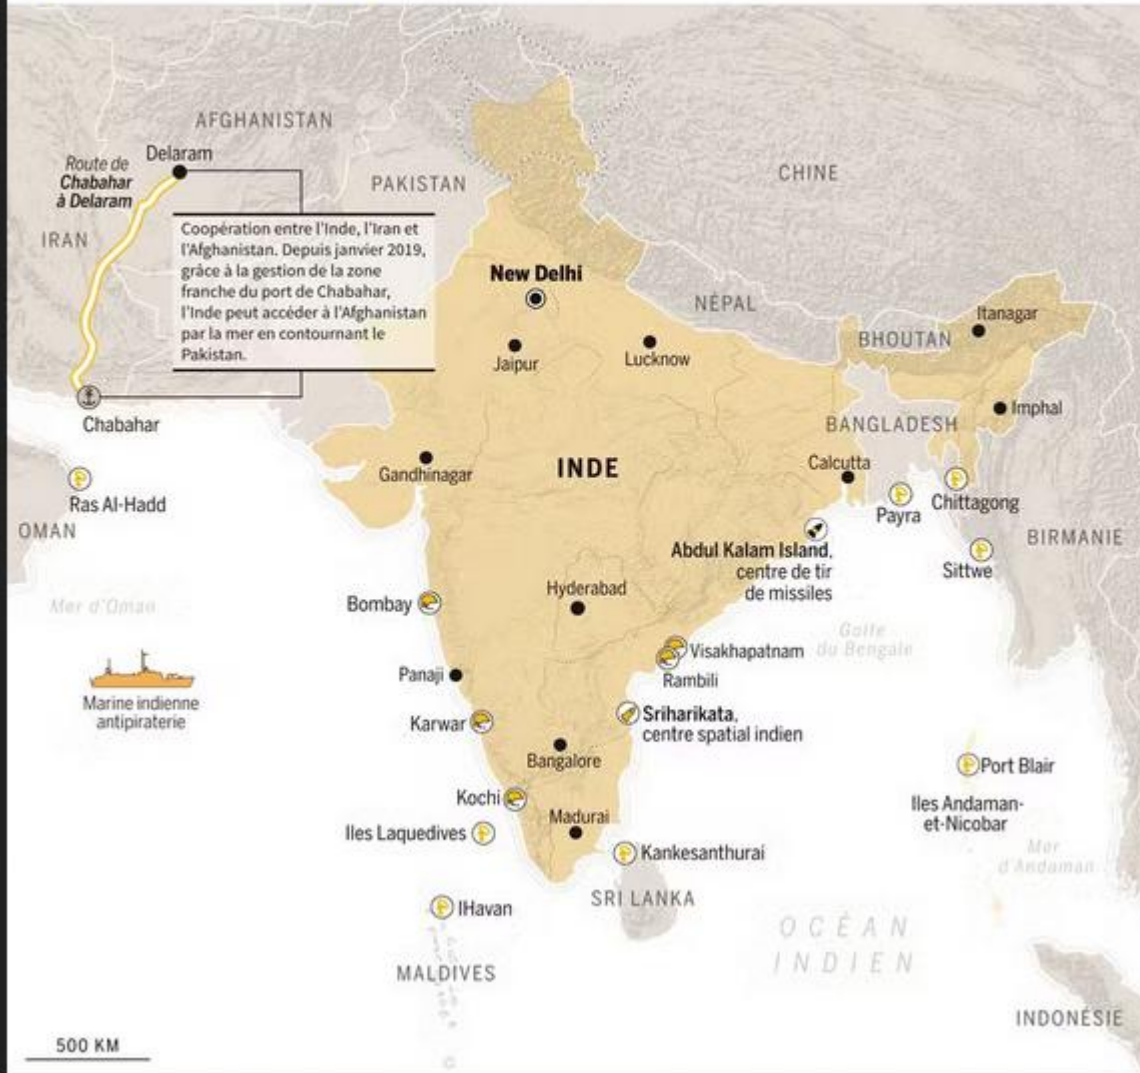 AFGHANISTAN
Delaram
Route de
Chabahar
à Delaram
PAKISTAN
CHINE
IRAN
Coopération entre l'Inde, l'Iran et
l'Afghanistan. Depuis janvier 2019,
grâce à la gestion de la zone
franche du port de Chabahar,
l'Inde peut accéder à l'Afghanistan
par la mer en contournant le
Pakistan.
New Delhi
NÉPAL
Itanagar
BHOUTAN
Jaipur
Lucknow
Chabahar
Imphal
BANGLADESH
INDE
Calcutta
Gandhinagar
Ras Al-Hadd
Chittagong
Payra
OMAN
BIRMANIE
Abdul Kalam Island,
centre de tir
de missiles
Sittwe
Hyderabad
Bombay
Mer d'Oman
Golfe
du Bengale
Visakhapatnam
Rambili
Panaji
Marine indienne
antipiraterie
Karwar
Sriharikata,
centre spatial indien
Bangalore
Port Blair
Kochi
Iles Andaman-
et-Nicobar
Madurai
Iles Laquedives
Kankesanthurai
Mer
d'Andaman
SRI LANKA
IHavan
OCÉAN
INDIEN
MALDIVES
INDONÉSIE
500 KM